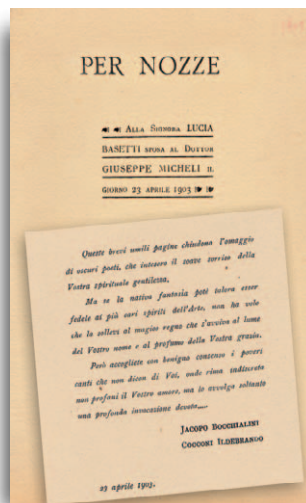 PER NOZZE
ALLA SIGNORA LUCIA
BASETTI SPOSA AL DOTTOR
GIUSEPPE MICHELI IL
GIORNO 23 APRILE 1903
Queste brevi umili pagine chiudono l'omaggio
di oscuri poeti, che intesero il soave sorriso della
Vostra spirituale gentilezza.
Ma se la nativa fantasia poté talora esser
fedele ai più cari spiriti dell'Arte, non ha volo
che la sollevi al magico regno che s'avviva al lume
del Vostro nome e al profumo della Vostra grazia.
Però accogliete con benigno consenso i poveri
canti che non dicon di Voi, onde rima indiscreta
non profani il Vostro amore, ma lo avvolga soltanto
una profonda invocazione devota....
JACOPO BOCCHIALINI
COCCONI ILDEBRANDO
23 aprile 1903.